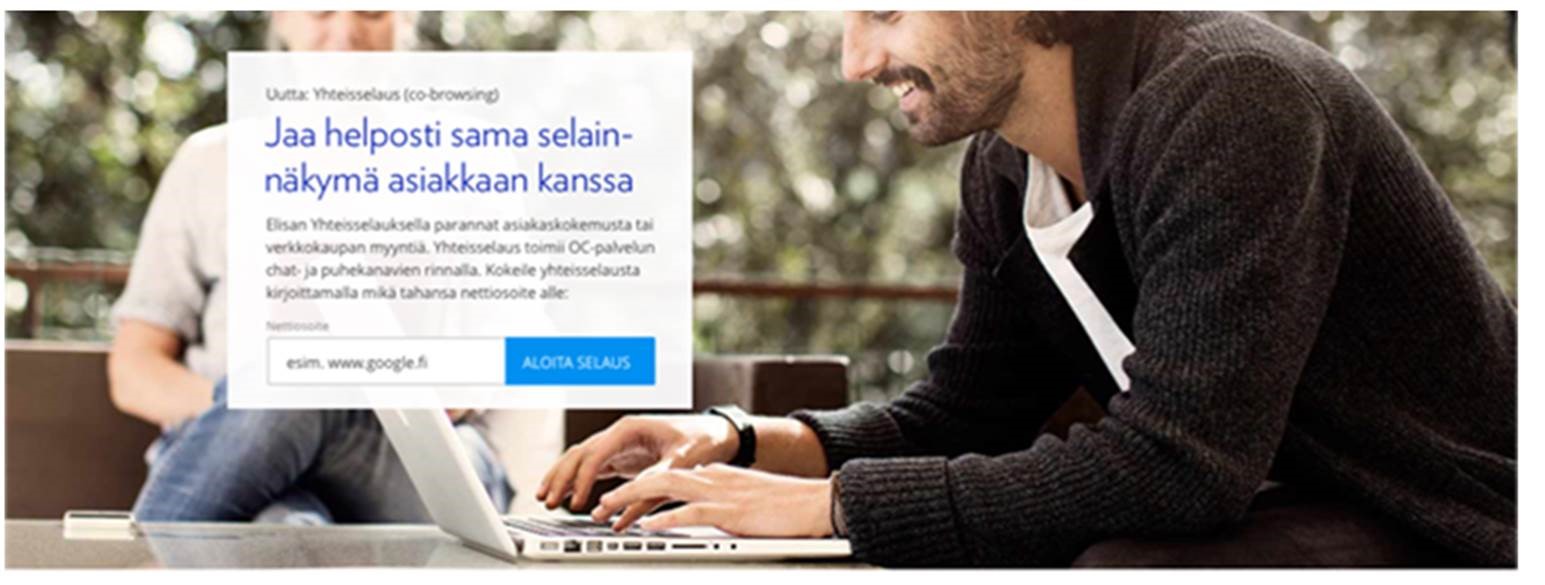 Uutta: Yhteisselaus (co-browsing)
Jaa helposti sama selain-
näkymä asiakkaan kanssa
Elisan Yhteisselauksella parannat asiakaskokemusta tai
verkkokaupan myyntiä. Yhteisselaus toimii OC-palvelun
chat- ja puhekanavien rinnalla. Kokeile yhteisselausta
kirjoittamalla mikä tahansa nettiosoite alle:
Nettiosoite
esim. www.google.fi ALOITA SELAUS